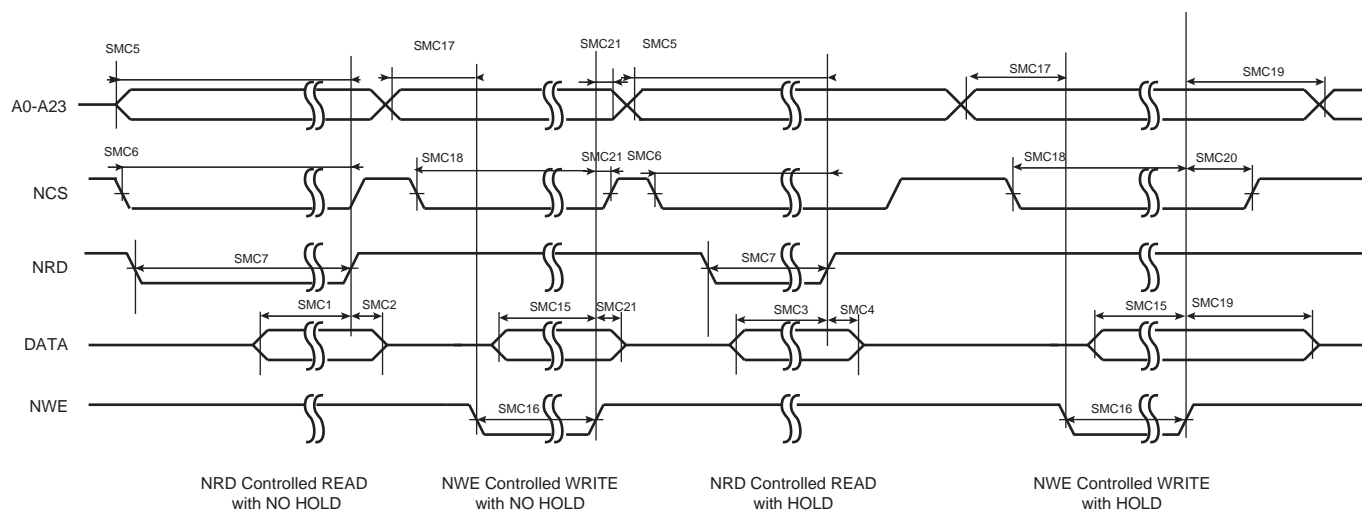 SMC5 SMC17 SMC21 SMC5 SMC17 SMC19
A0-A23
SMC6 SMC18 SMC21 SMC6 SMC18 SMC20
NCS
NRD SMC7 SMC7
SMC1 SMC2 SMC15 SMC21 SMC3 SMC4 SMC15 SMC19
DATA
NWE SMC16 SMC16
NRD Controlled READ
with NO HOLD
NWE Controlled WRITE
with NO HOLD
NRD Controlled READ
with HOLD
NWE Controlled WRITE
with HOLD